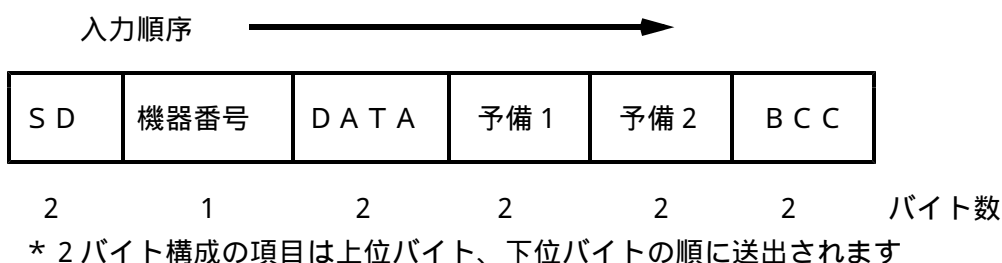 入力順序
ＳＤ 機器番号 ＤＡＴＡ 予備１ 予備２ ＢＣＣ
2 1 2 2 2 2 バイト数
* 2バイト構成の項目は上位バイト、下位バイトの順に送出されます